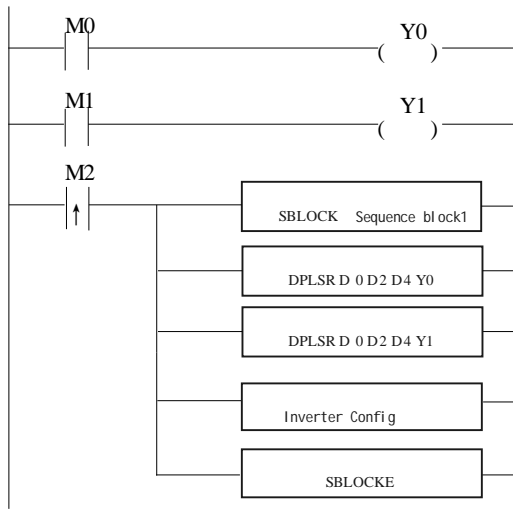 M0
Y0
( )
M1
Y1
( )
M2
SBLOCK Sequence block1
DPLSR D 0 D2 D4 Y0
DPLSR D 0 D2 D4 Y1
Inverter Config
SBLOCKE